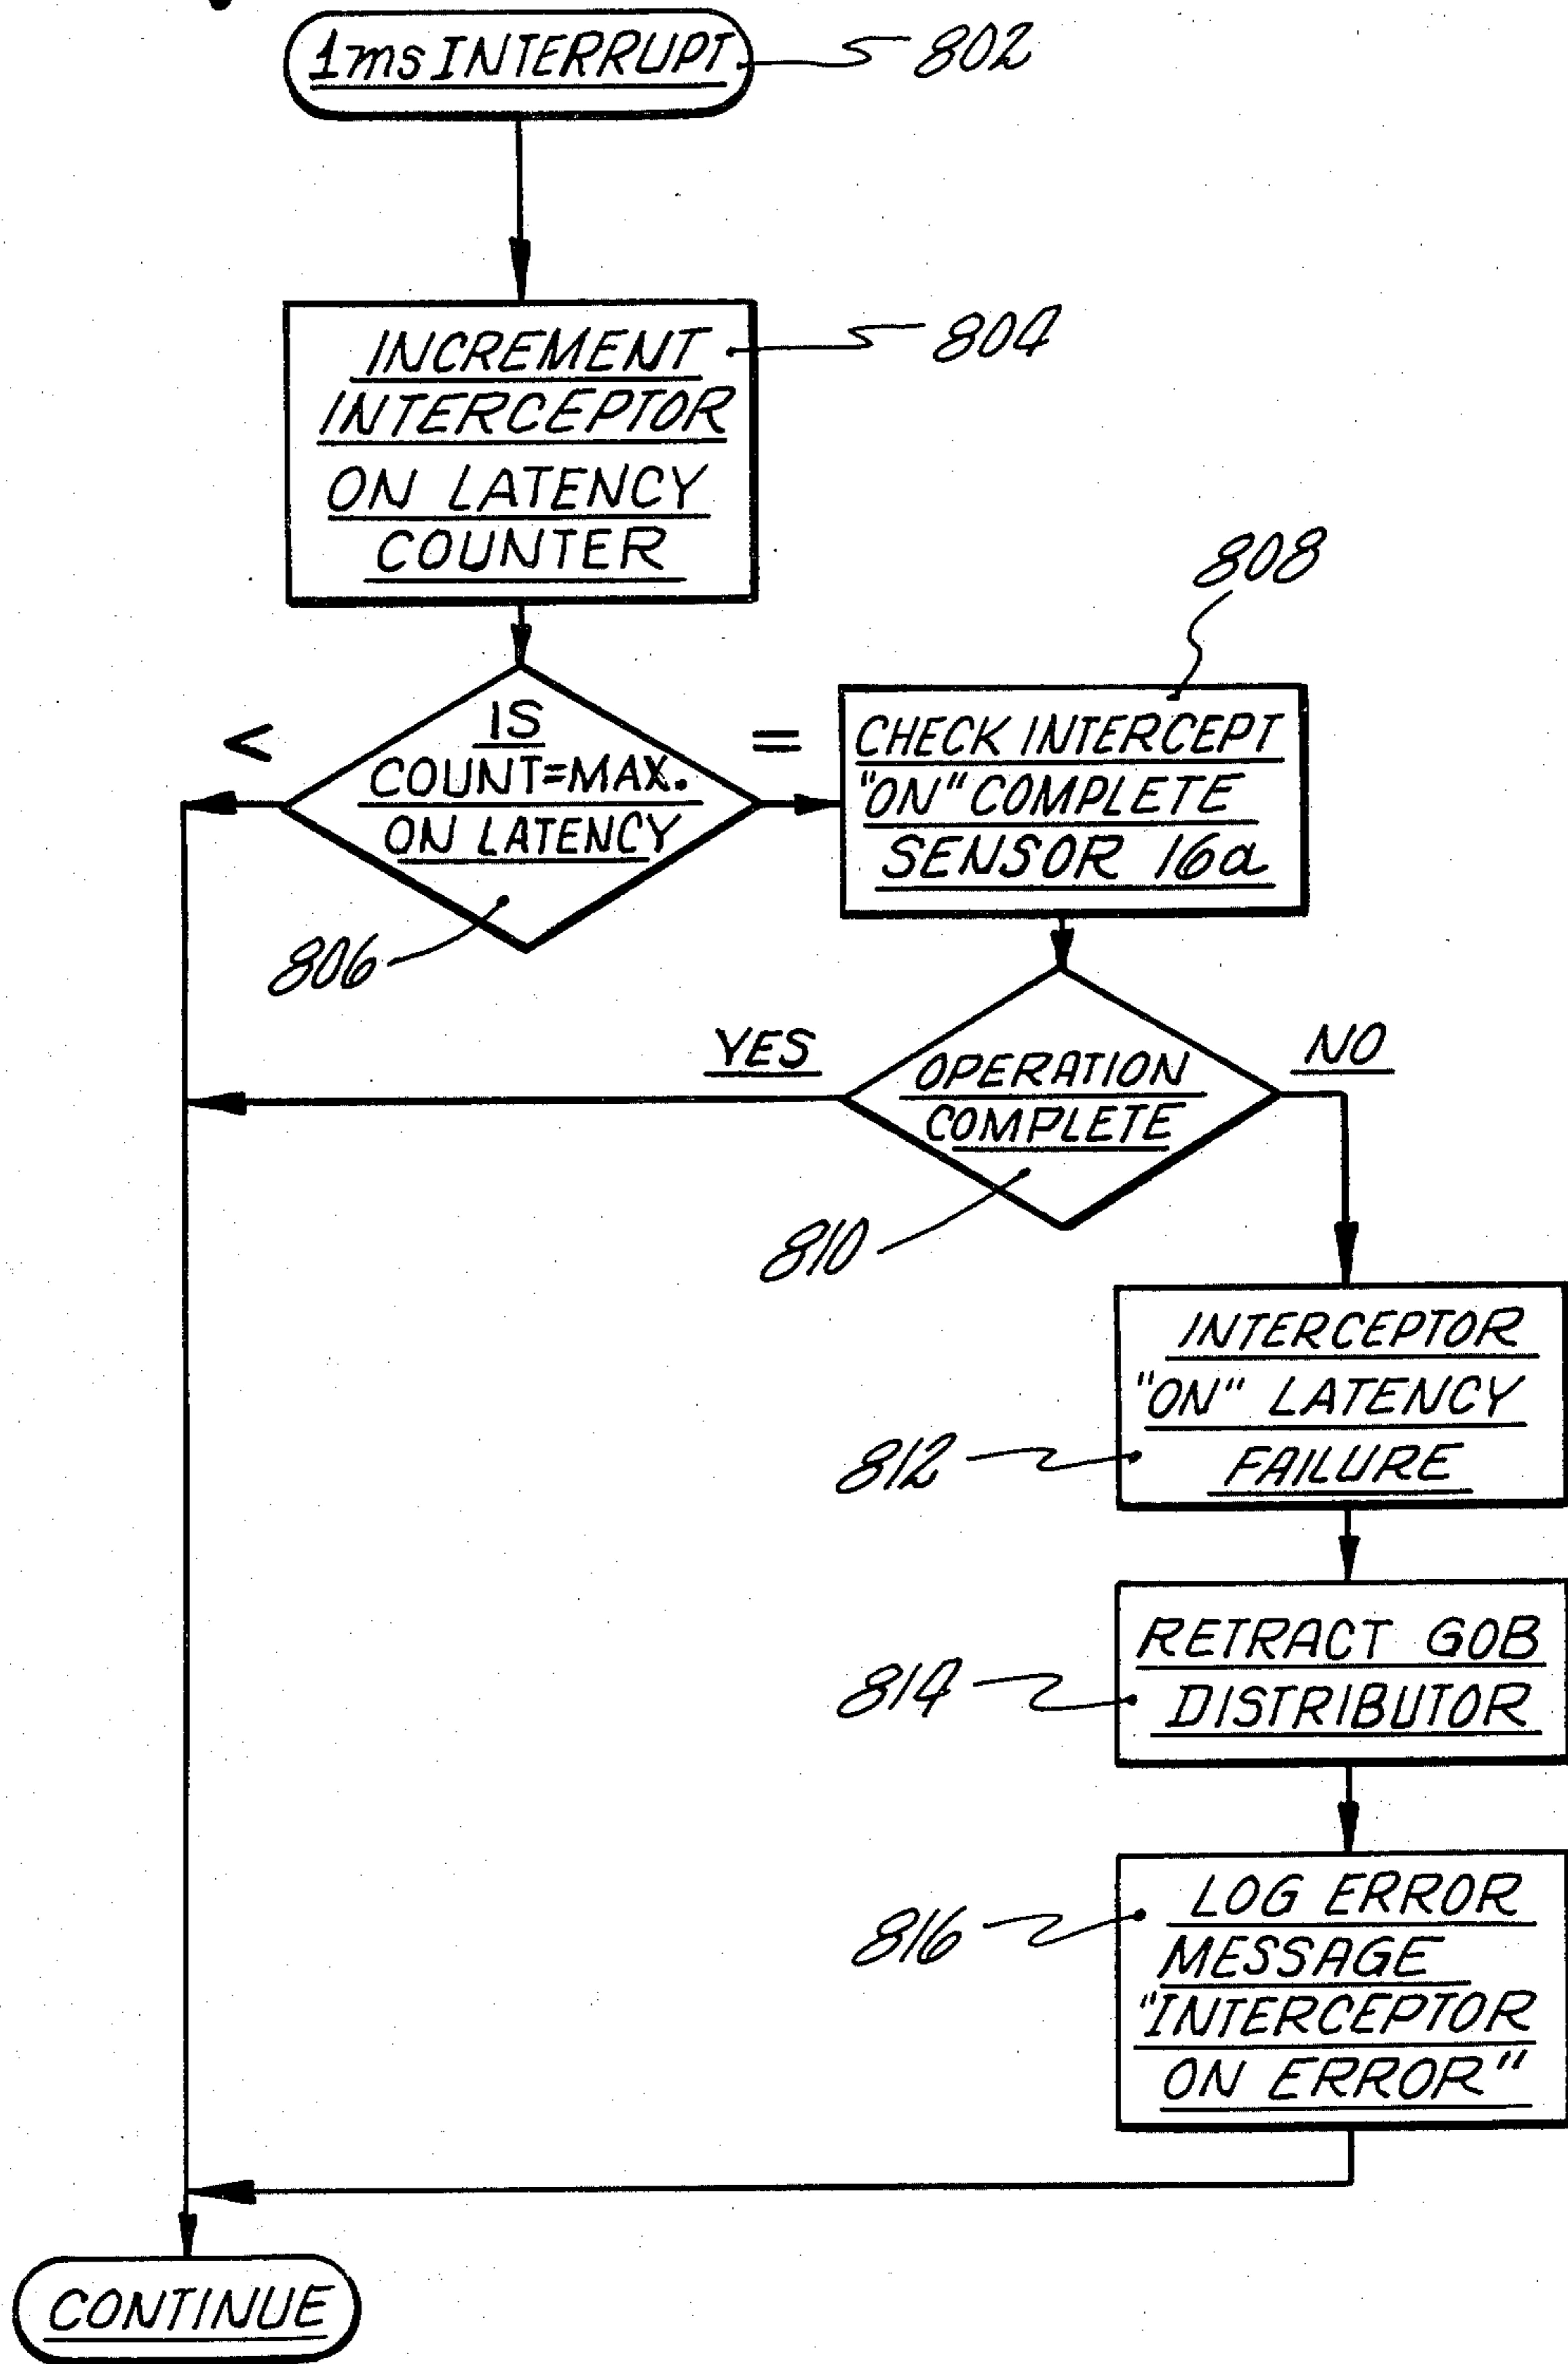 1ms INTERRUPT
802
INCREMENT
INTERCEPTOR
ON LATENCY
COUNTER
804
IS
COUNT=MAX.
ON LATENCY
<
=
806
808
CHECK INTERCEPT
"ON" COMPLETE
SENSOR 16a
YES
NO
OPERATION
COMPLETE
810
INTERCEPTOR
"ON" LATENCY
FAILURE
812
RETRACT GOB
DISTRIBUTOR
814
LOG ERROR
MESSAGE
"INTERCEPTOR
ON ERROR"
816
CONTINUE